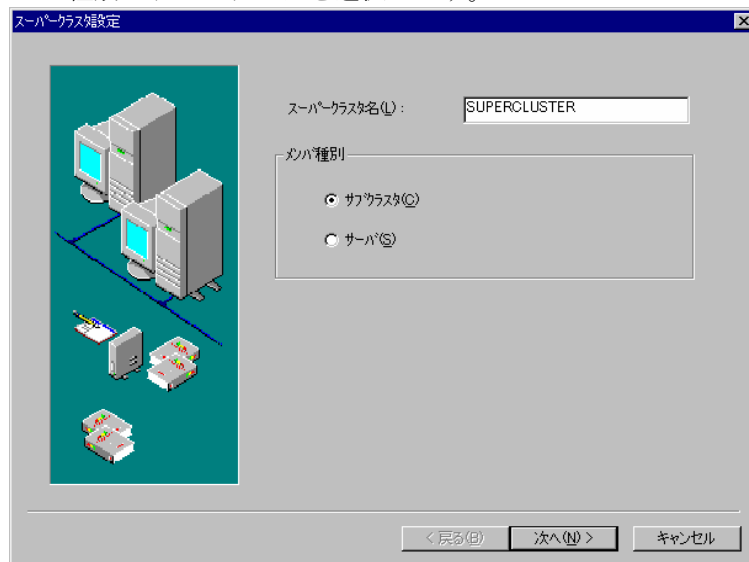 スーパークラスタ設定
スーパークラスタ名(L)： SUPERCLUSTER
メンバ種別
サブクラスタ(C)
サーバ(S)
< 戻る(B) 次へ(N) > キャンセル